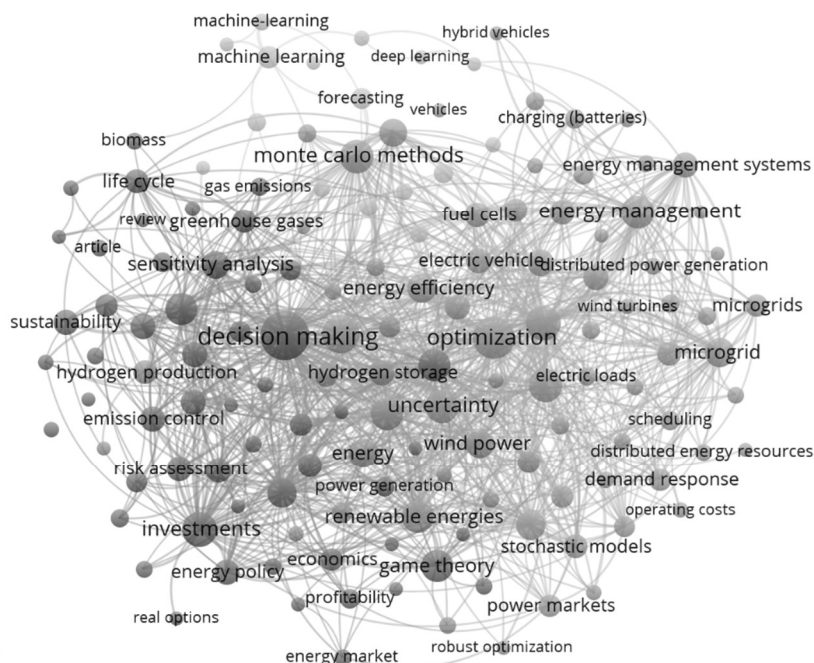 machine-learning
hybrid vehicles
machine learning
deep learning
forecasting
vehicles
charging (batteries)
biomass
monte carlo methods
energy management systems
life cycle
gas emissions
review
greenhouse gases
fuel cells
energy management
article
sensitivity analysis
electric vehicle
distributed power generation
energy efficiency
wind turbines
microgrids
sustainability
decision making
optimization
microgrid
hydrogen production
hydrogen storage
electric loads
emission control
uncertainty
scheduling
wind power
distributed energy resources
risk assessment
energy
power generation
demand response
investments
renewable energies
operating costs
stochastic models
energy policy
economics
game theory
profitability
power markets
real options
robust optimization
energy market